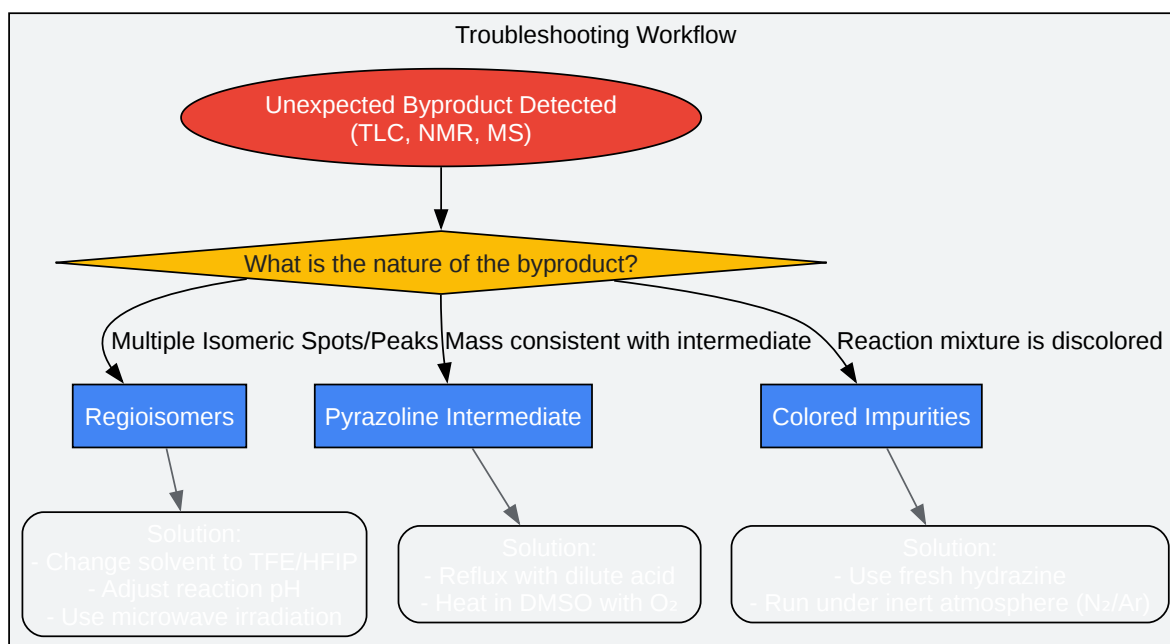 Troubleshooting Workflow
Unexpected Byproduct Detected
(TLC, NMR, MS)
What is the nature of the byproduct?
Multiple Isomeric Spots/Peaks
Mass consistent with intermediate
Reaction mixture is discolored
Regioisomers
Pyrazoline Intermediate
Colored Impurities
Solution:
- Change solvent to TFE/HFIP
- Adjust reaction pH
- Use microwave irradiation
Solution:
- Reflux with dilute acid
- Heat in DMSO with O₂
Solution:
- Use fresh hydrazine
- Run under inert atmosphere (N₂/Ar)